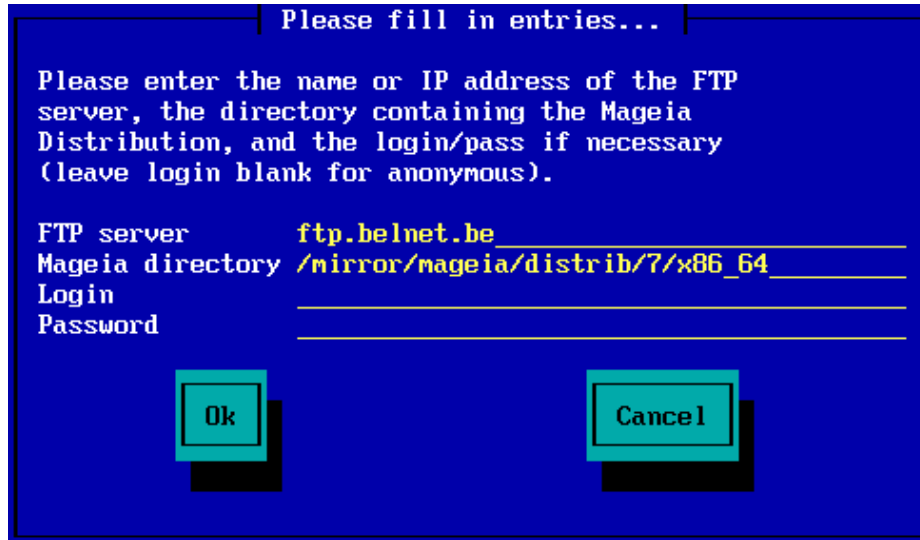 Please fill in entries...
Please enter the name or IP address of the FTP
server, the directory containing the Mageia
Distribution, and the login/pass if necessary
(leave login blank for anonymous).
FTP server ftp.belnet.be
Mageia directory /mirror/mageia/distrib/7/x86_64
Login
Password
Ok Cancel